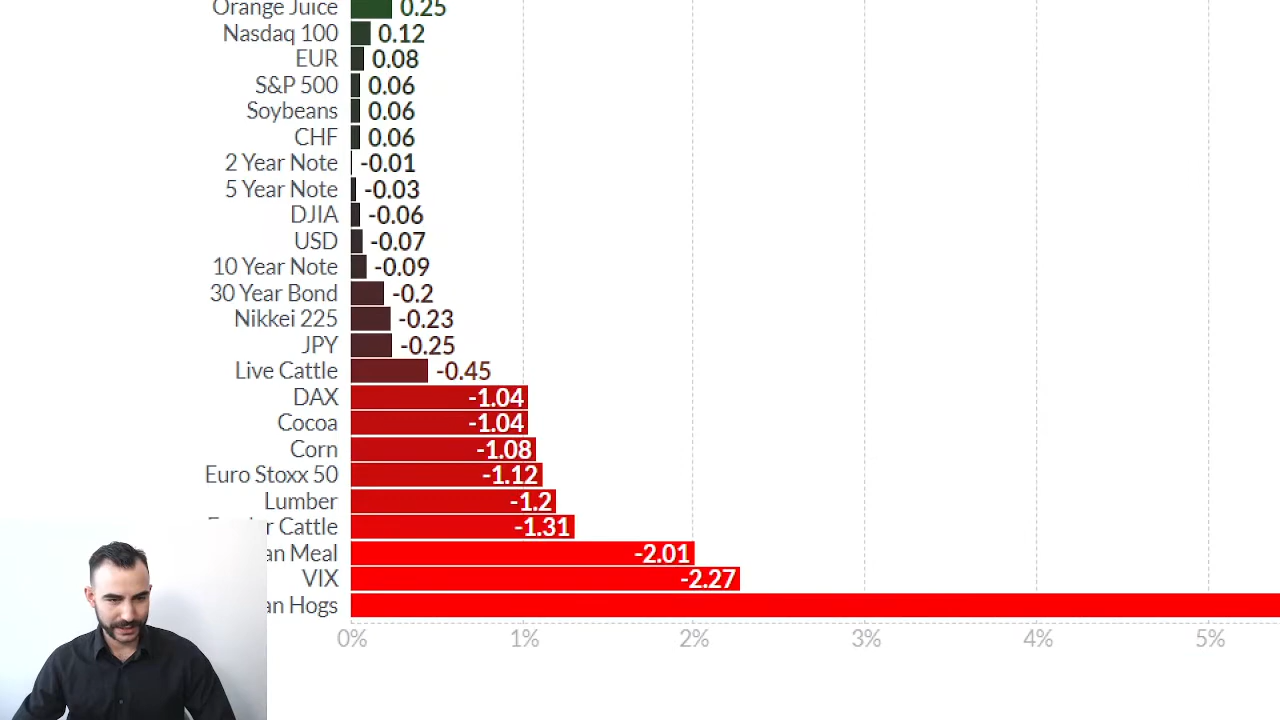 Orange Juice 0.25
Nasdaq 100 0.12
EUR 0.08
S&P 500 0.06
Soybeans 0.06
CHF 0.06
2 Year Note -0.01
5 Year Note -0.03
DJIA -0.06
USD -0.07
10 Year Note -0.09
30 Year Bond -0.2
Nikkei 225 -0.23
JPY -0.25
Live Cattle -0.45
DAX -1.04
Cocoa -1.04
Corn -1.08
Euro Stoxx 50 -1.12
Lumber -1.2
Cattle -1.31
Meal -2.01
VIX -2.27
Hogs
0% 1% 2% 3% 4% 5%